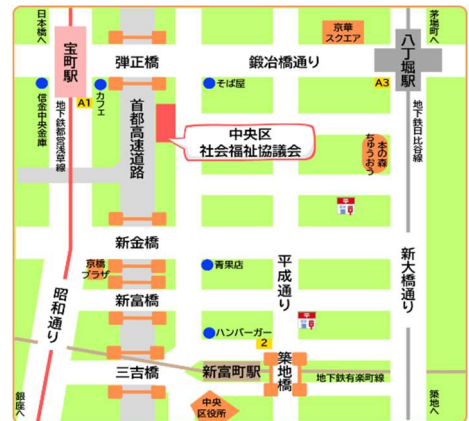 日本橋へ
宝町駅
弾正橋
鍛冶橋通り
京華
スクエア
八丁堀駅
茅場町へ
信金中央金庫
A1
カフェ
そば屋
A3
地下鉄都営浅草線
首都高速道路
中央区
社会福祉協議会
本の森
ちゅうおう
地下鉄日比谷線
新金橋
京橋
プラザ
青果店
平成通り
新大橋通り
昭和通り
新富橋
ハンバーガー
2
三吉橋
新富町駅
築地橋
地下鉄有楽町線
銀座へ
中央
区役所
築地へ